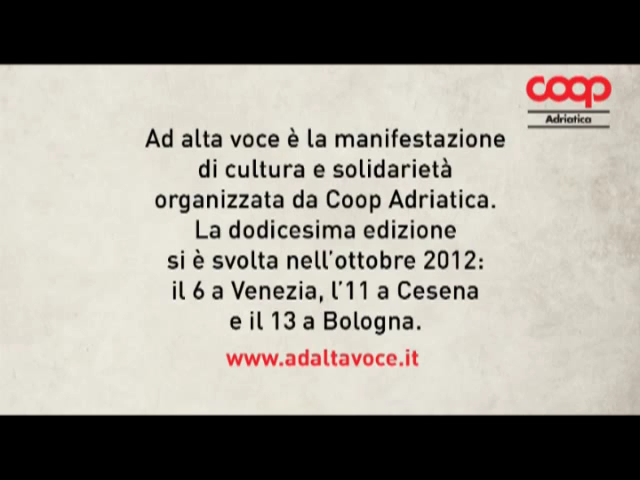 coop
Adriatica
Ad alta voce è la manifestazione
di cultura e solidarietà
organizzata da Coop Adriatica.
La dodicesima edizione
si è svolta nell'ottobre 2012:
il 6 a Venezia, l'11 a Cesena
e il 13 a Bologna.
www.adaltavoce.it